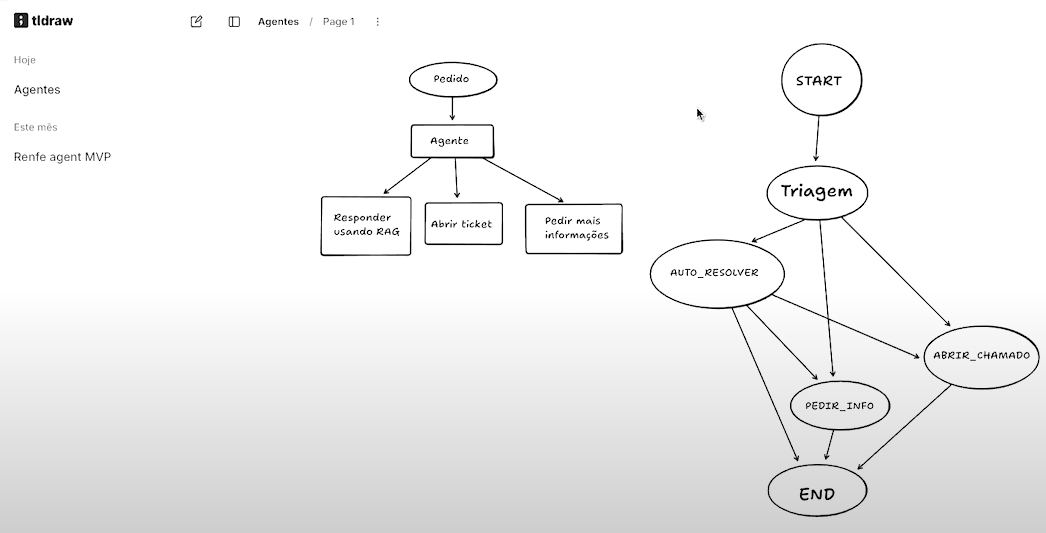 tldraw
Agentes / Page 1
Hoje
Agentes
Este mês
Renfe agent MVP
Pedido
Agente
Responder
usando RAG
Abrir ticket
Pedir mais
informações
START
Triagem
AUTO_RESOLVER
ABRIR_CHAMADO
PEDIR_INFO
END